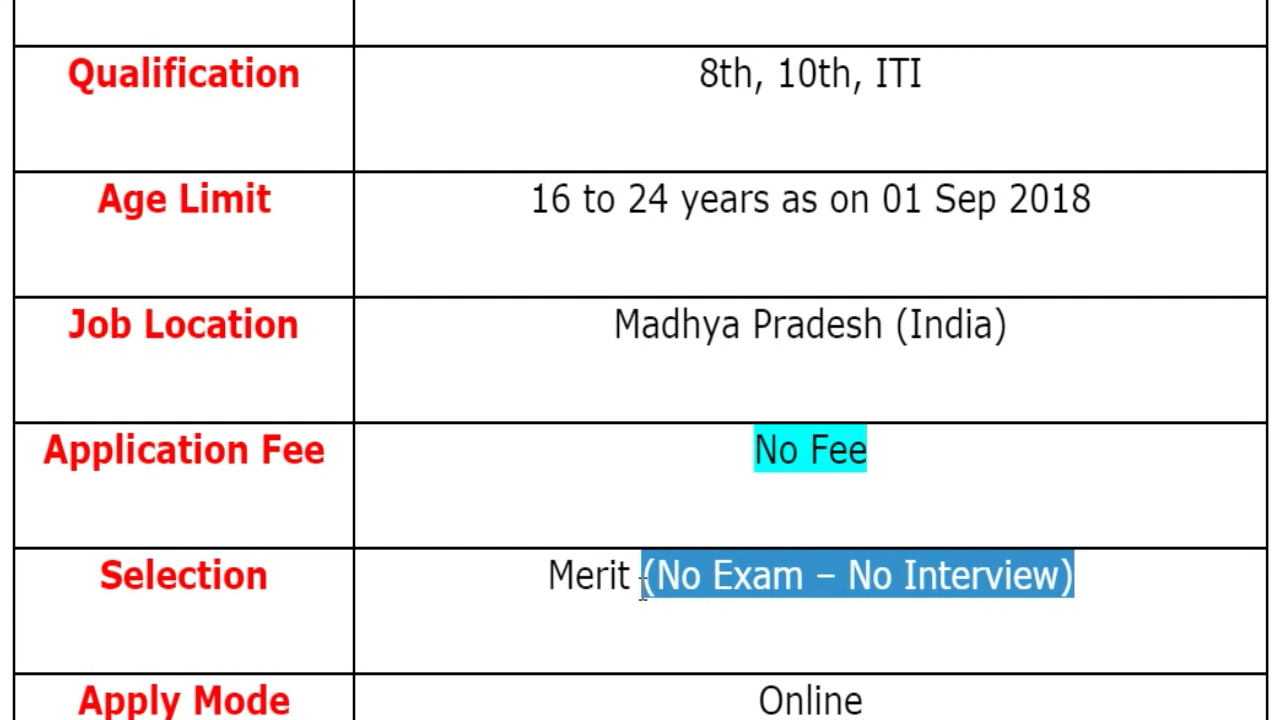 Qualification 8th, 10th, ITI
Age Limit 16 to 24 years as on 01 Sep 2018
Job Location Madhya Pradesh (India)
Application Fee No Fee
Selection Merit (No Exam – No Interview)
Apply Mode Online